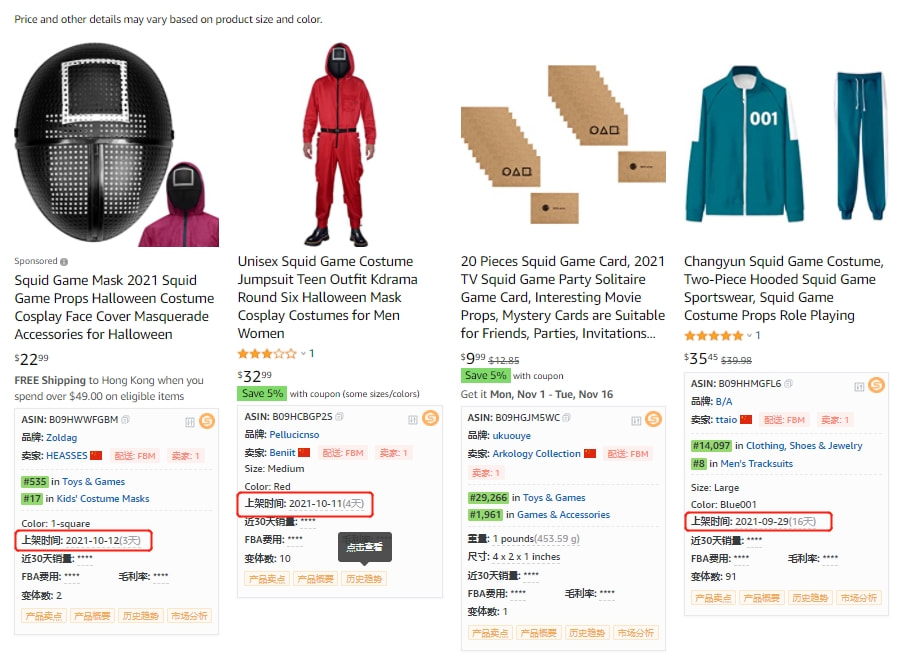 Price and other details may vary based on product size and color.
Sponsored
Squid Game Mask 2021 Squid
Game Props Halloween Costume
Cosplay Face Cover Masquerade
Accessories for Halloween
$22.99
FREE Shipping to Hong Kong when you
spend over $49.00 on eligible items
ASIN: B09HWWFGBM
品牌: Zoldag
卖家: HEASSES 配送: FBM 卖家: 1
#535 in Toys & Games
#17 in Kids' Costume Masks
Color: 1-square
上架时间: 2021-10-12(3天)
近30天销量: ****
FBA费用: **** 毛利率: ****
变体数: 2
产品卖点 产品概要 历史趋势 市场分析
Unisex Squid Game Costume
Jumpsuit Teen Outfit Kdrama
Round Six Halloween Mask
Cosplay Costumes for Men
Women
1
$32.99
Save 5% with coupon (some sizes/colors)
ASIN: B09HCBGP2S
品牌: Pellucicnso
卖家: Beniit 配送: FBM 卖家: 1
Size: Medium
Color: Red
上架时间: 2021-10-11(4天)
近30天销量: ****
FBA费用: ****
点击查看
变体数: 10
产品卖点 产品概要 历史趋势
20 Pieces Squid Game Card, 2021
TV Squid Game Party Solitaire
Game Card, Interesting Movie
Props, Mystery Cards are Suitable
for Friends, Parties, Invitations...
$9.99 $12.85
Save 5% with coupon
Get it Mon, Nov 1 - Tue, Nov 16
ASIN: B09HGJM5WC
品牌: ukuouye
卖家: Arkology Collection 配送: FBM
卖家: 1
#29,266 in Toys & Games
#1,961 in Games & Accessories
重量: 1 pounds(453.59 g)
尺寸: 4 x 2 x 1 inches
近30天销量: ****
FBA费用: **** 毛利率: ****
变体数: 1
产品卖点 产品概要 历史趋势 市场分析
001
Changyun Squid Game Costume,
Two-Piece Hooded Squid Game
Sportswear, Squid Game
Costume Props Role Playing
1
$35.45 $39.98
ASIN: B09HHMGFL6
品牌: B/A
卖家: ttaio 配送: FBM 卖家: 1
#14,097 in Clothing, Shoes & Jewelry
#8 in Men's Tracksuits
Size: Large
Color: Blue001
上架时间: 2021-09-29(16天)
近30天销量: ****
FBA费用: **** 毛利率: ****
变体数: 91
产品卖点 产品概要 历史趋势 市场分析